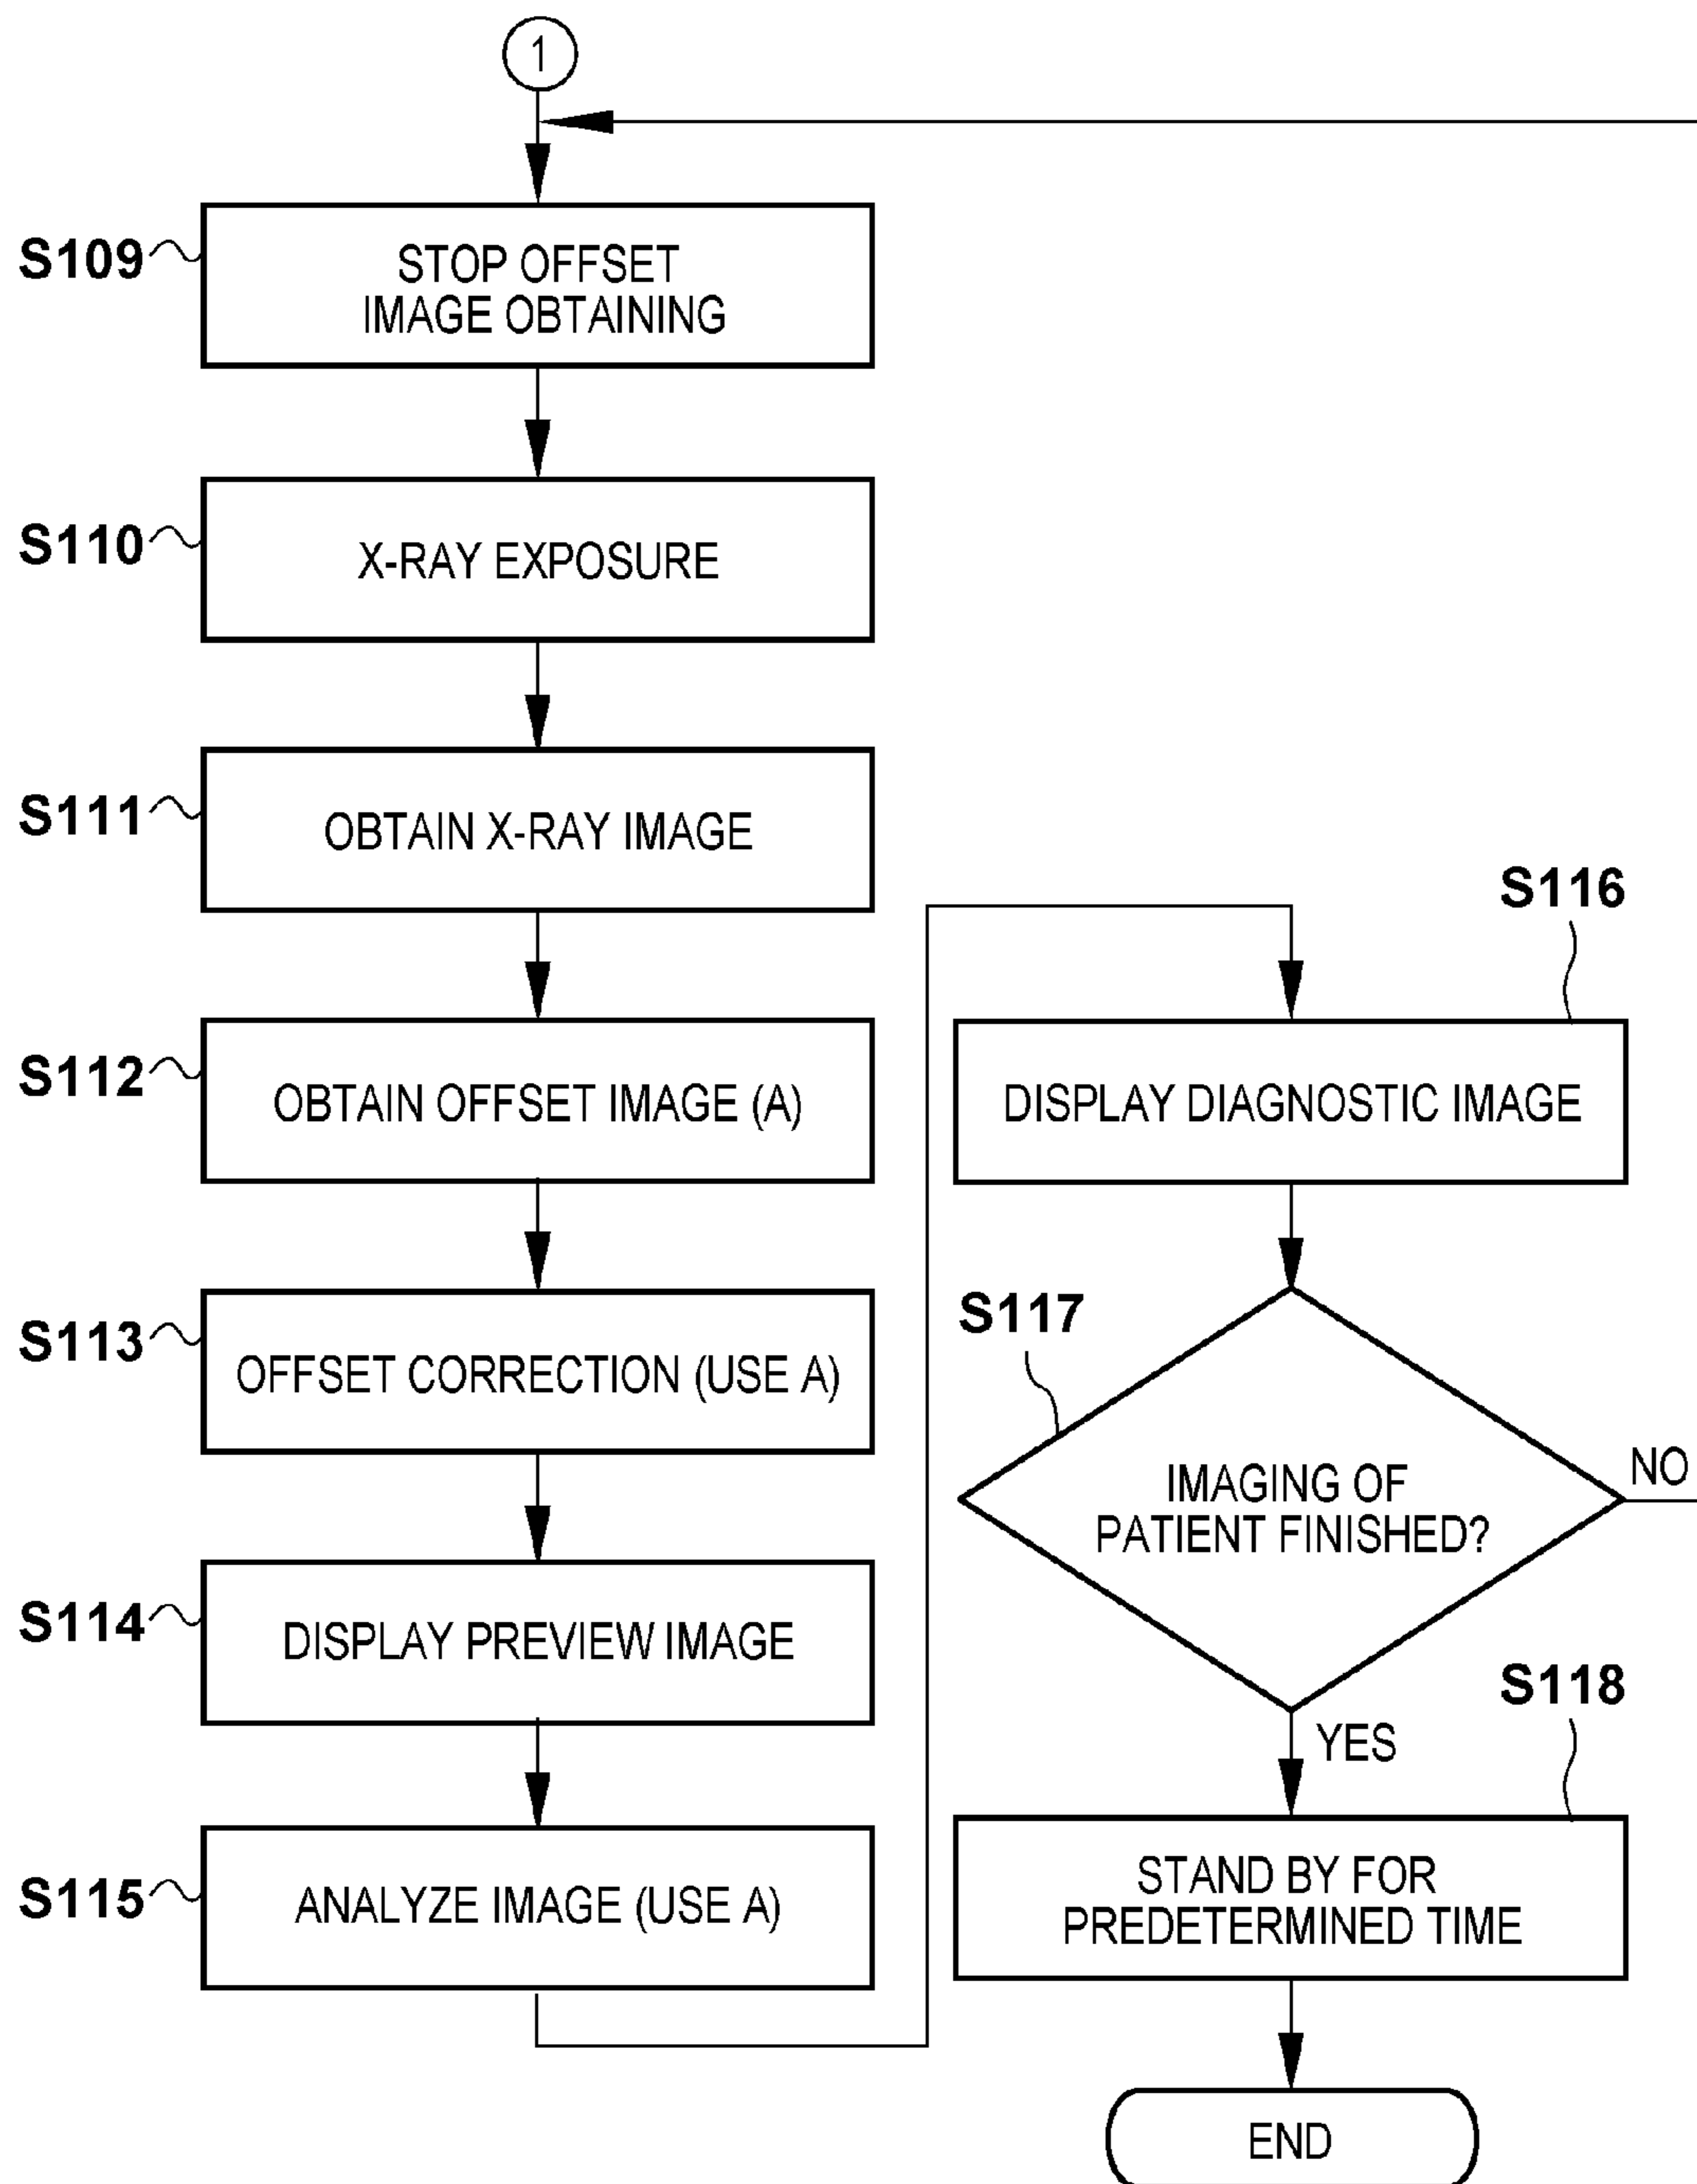 1
S109
STOP OFFSET
IMAGE OBTAINING
S110
X-RAY EXPOSURE
S111
OBTAIN X-RAY IMAGE
S112
OBTAIN OFFSET IMAGE (A)
S113
OFFSET CORRECTION (USE A)
S114
DISPLAY PREVIEW IMAGE
S115
ANALYZE IMAGE (USE A)
S116
DISPLAY DIAGNOSTIC IMAGE
S117
IMAGING OF
PATIENT FINISHED?
NO
YES
S118
STAND BY FOR
PREDETERMINED TIME
END